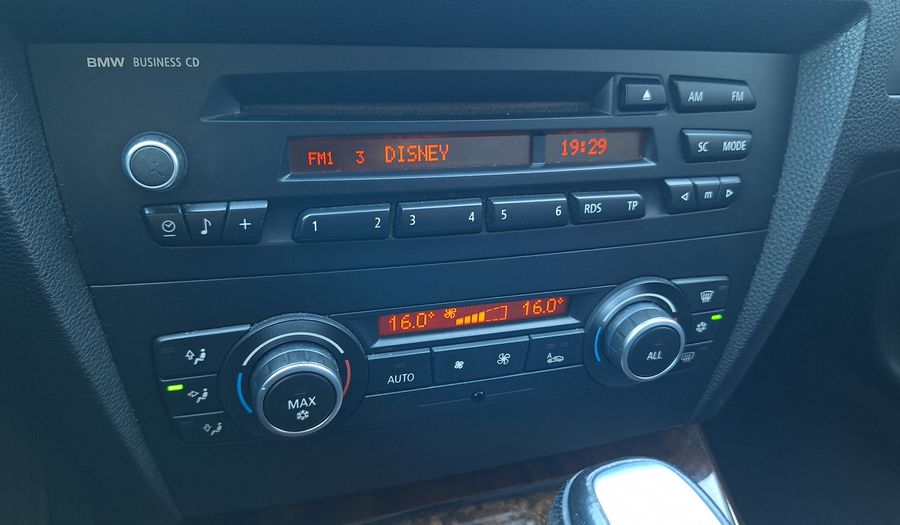 BMW BUSINESS CD
AM FM
FM1 3 DISNEY 19:29
SC MODE
1 2 3 4 5 6 RDS TP m
+
16.0° 16.0°
AUTO
MAX
ALL